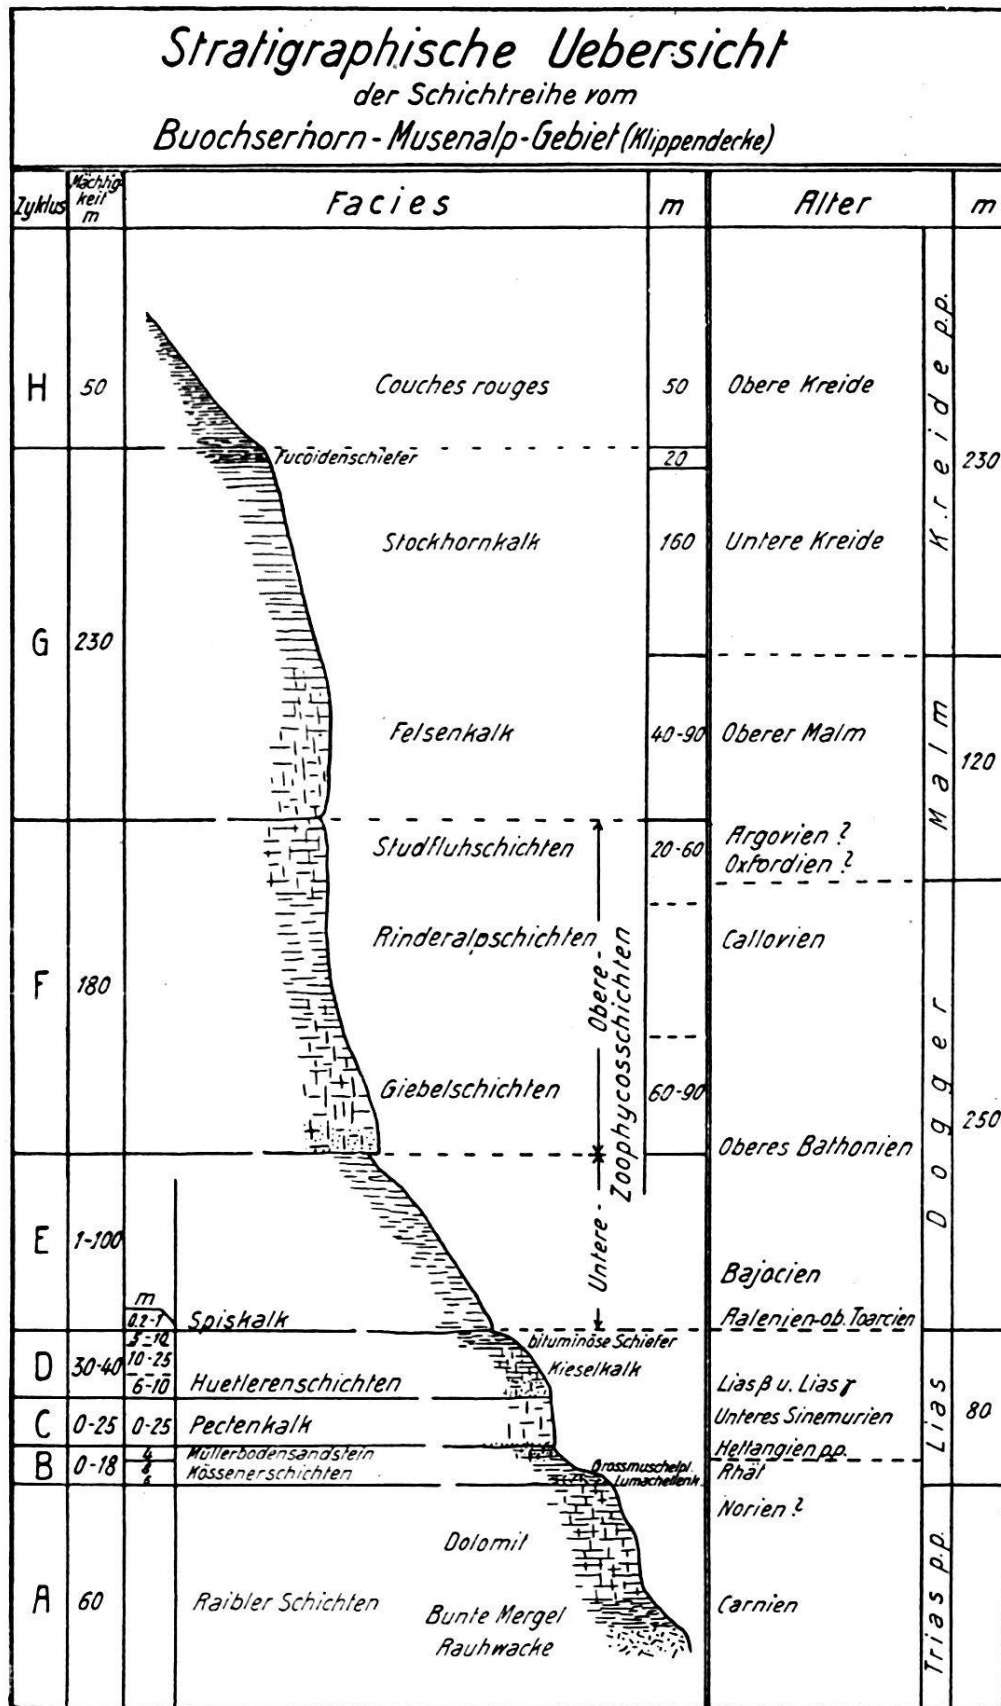 Stratigraphische Uebersicht
der Schichtreihe vom
Buochserhorn-Musenalp-Gebiet (Klippendecke)
Zyklus Mächtig-keit m Facies m Alter m
H 50 Couches rouges 50 Obere Kreide
Fucoidenschiefer 20
230
Kreide p.p.
Stockhornkalk 160 Untere Kreide
G 230
Felsenkalk 40-90 Oberer Malm
Malm
120
Studfluhschichten 20-60 Argovien ?
Oxfordien ?
Rinderalpschichten Callovien
F 180
Obere-
Zoophycosschichten
Untere-
Giebelschichten 60-90
Dogger
250
Oberes Bathonien
E 1-100
Bajocien
m
0.2-1 Spiskalk Aalenien-ob. Toarcien
5-10 bituminöse Schiefer
D 30-40 10-25 Kieselkalk
6-10 Huetlerenschichten Lias β u. Lias γ
C 0-25 0-25 Pectenkalk Unteres Sinemurien
Lias
80
4 Müllerbodensandstein Hettangien pp.
B 0-18 Kössenerschichten Grossmuschelpl. Rhät
Lumachellenk.
Norien ?
Dolomit
A 60 Raibler Schichten Carnien
Bunte Mergel
Rauhwacke
Trias p.p.